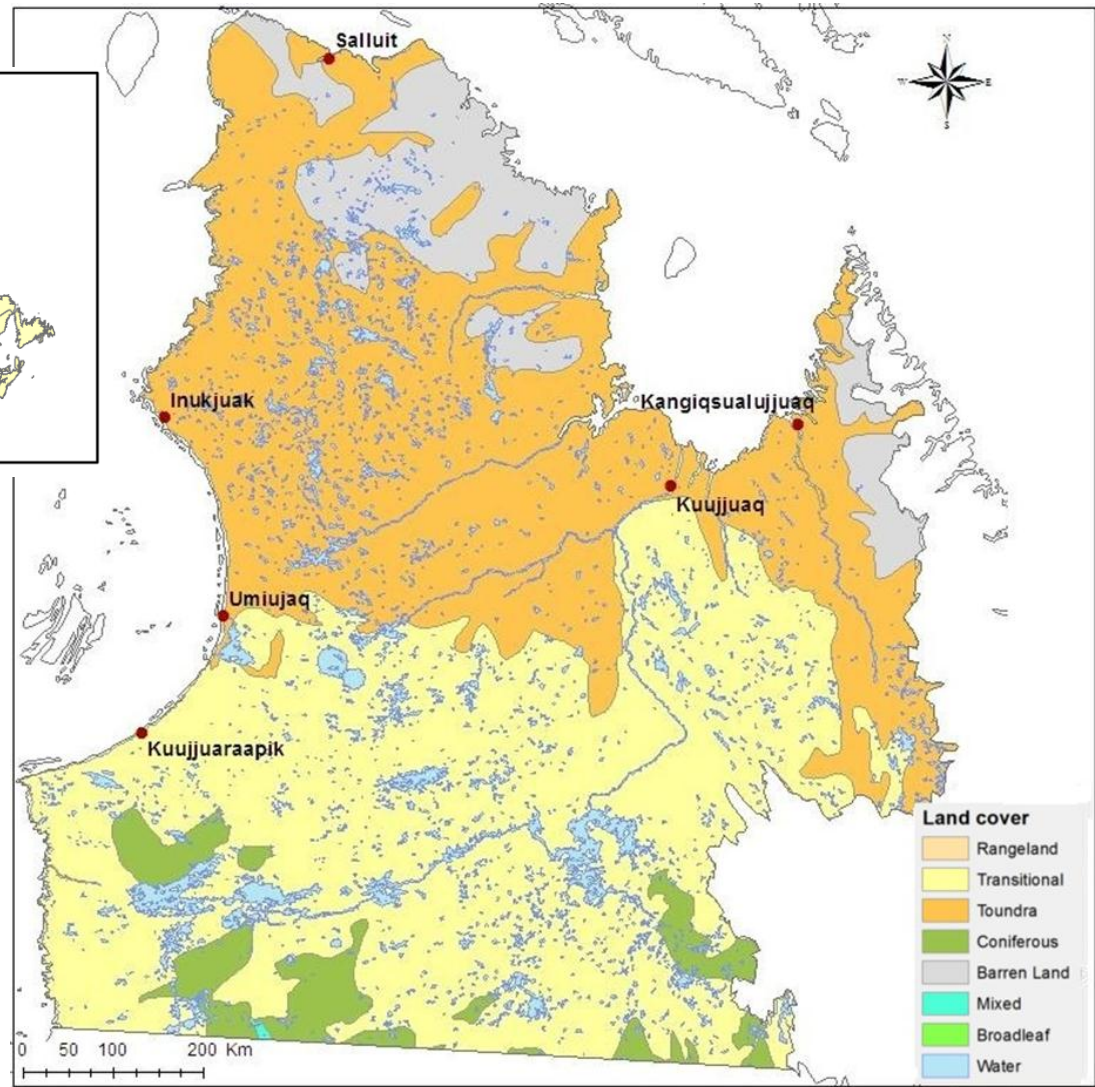 Salluit
N
W E
S
Inukjuak
Kangiqsualujjuaq
Kuujjuaq
Umiujaq
Kuujjuaraapik
Land cover
Rangeland
Transitional
Toundra
Coniferous
Barren Land
Mixed
Broadleaf
Water
0 50 100 200 Km